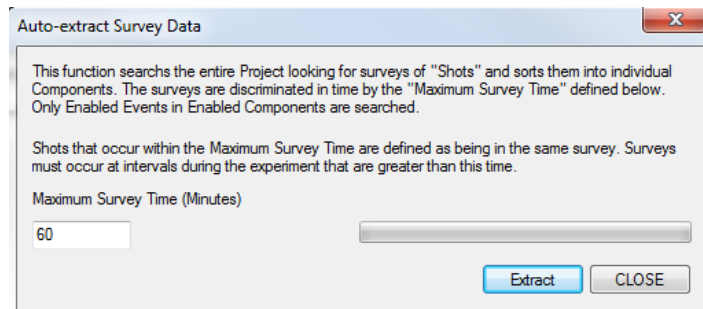 Auto-extract Survey Data
This function searchs the entire Project looking for surveys of "Shots" and sorts them into individual
Components. The surveys are discriminated in time by the "Maximum Survey Time" defined below.
Only Enabled Events in Enabled Components are searched.
Shots that occur within the Maximum Survey Time are defined as being in the same survey. Surveys
must occur at intervals during the experiment that are greater than this time.
Maximum Survey Time (Minutes)
60
Extract CLOSE